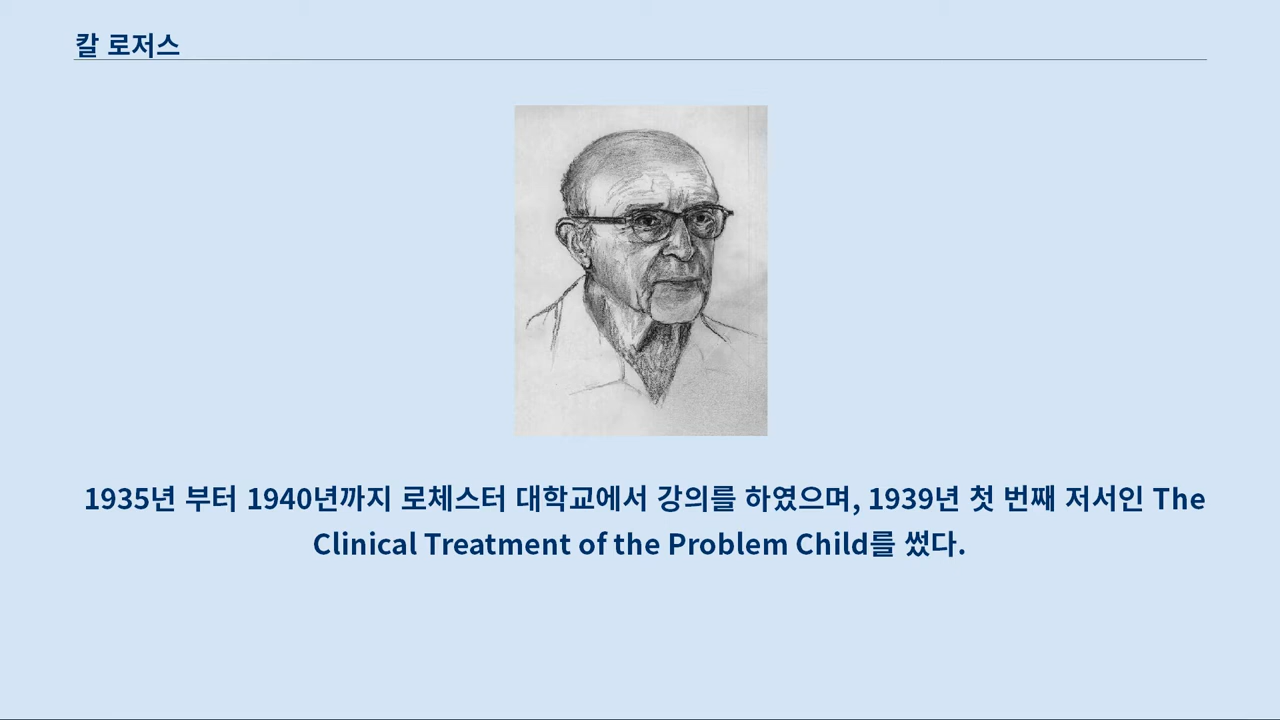 칼 로저스
1935년 부터 1940년까지 로체스터 대학교에서 강의를 하였으며, 1939년 첫 번째 저서인 The
Clinical Treatment of the Problem Child를 썼다.